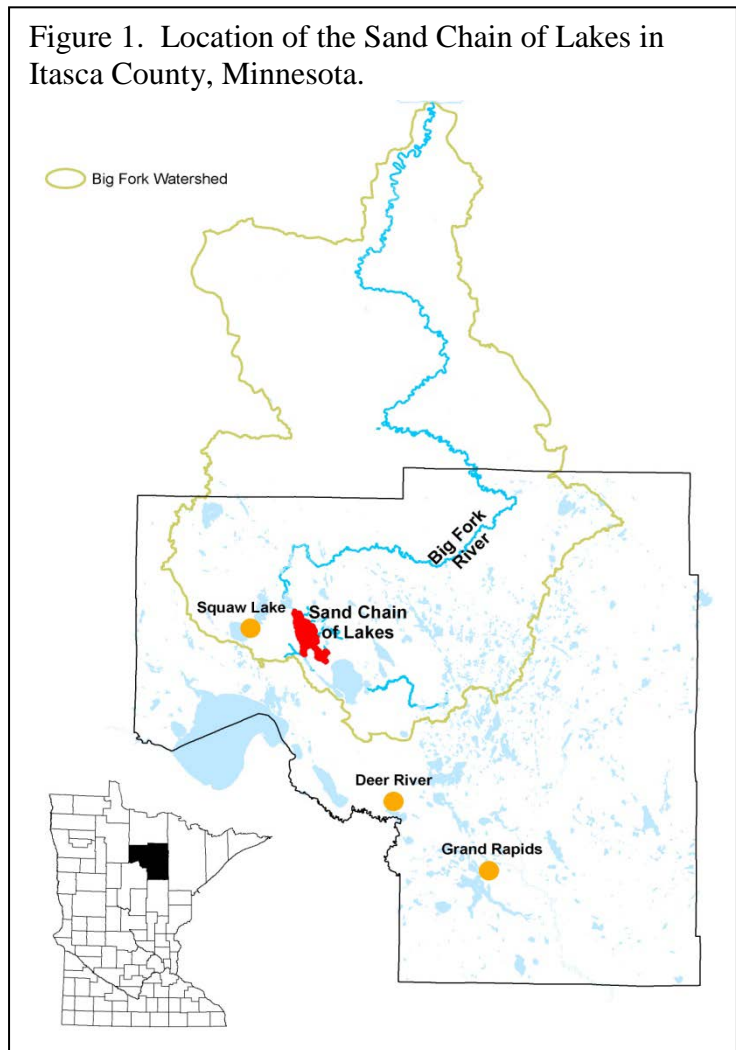 Figure 1.  Location of the Sand Chain of Lakes in
Itasca County, Minnesota.
Big Fork Watershed
Big Fork
River
Squaw Lake
Sand Chain
of Lakes
Deer River
Grand Rapids